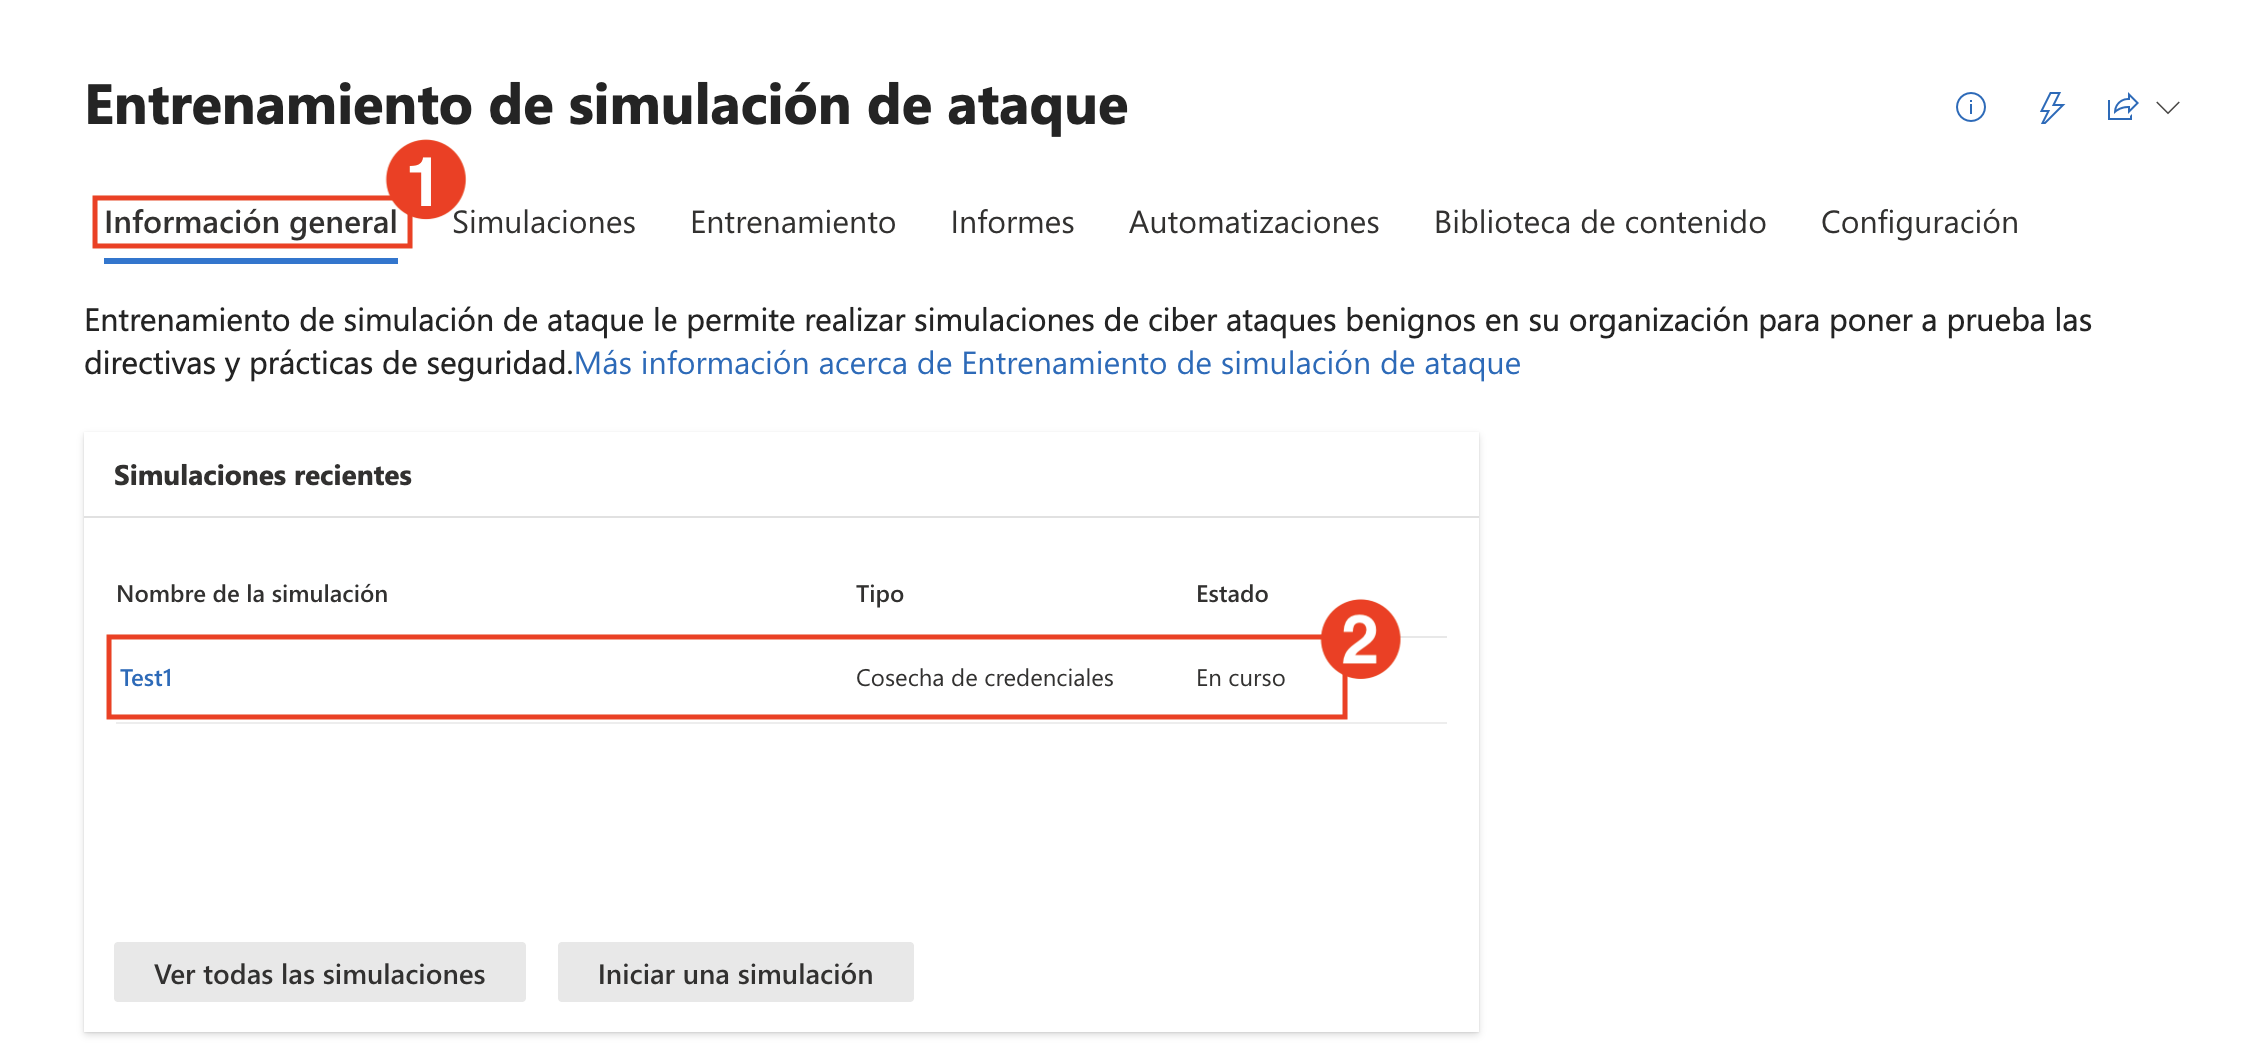 Entrenamiento de simulación de ataque
1
Información general Simulaciones Entrenamiento Informes Automatizaciones Biblioteca de contenido Configuración
Entrenamiento de simulación de ataque le permite realizar simulaciones de ciber ataques benignos en su organización para poner a prueba las
directivas y prácticas de seguridad.Más información acerca de Entrenamiento de simulación de ataque
Simulaciones recientes
Nombre de la simulación Tipo Estado
2
Test1 Cosecha de credenciales En curso
Ver todas las simulaciones Iniciar una simulación